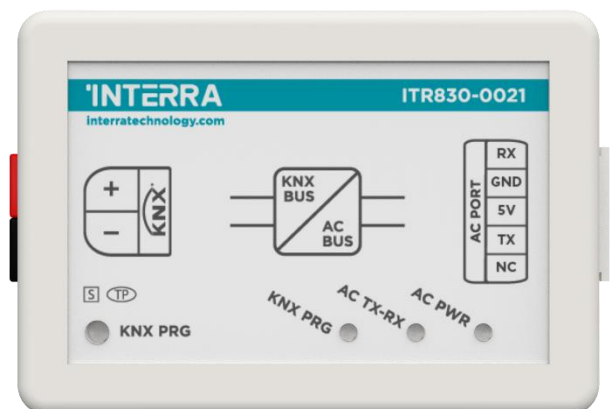 INTERRA
ITR830-0021
interratechnology.com
+
−
KNX
KNX
BUS
AC
BUS
AC PORT
RX
GND
5V
TX
NC
S
TP
KNX PRG
KNX PRG
AC TX-RX
AC PWR